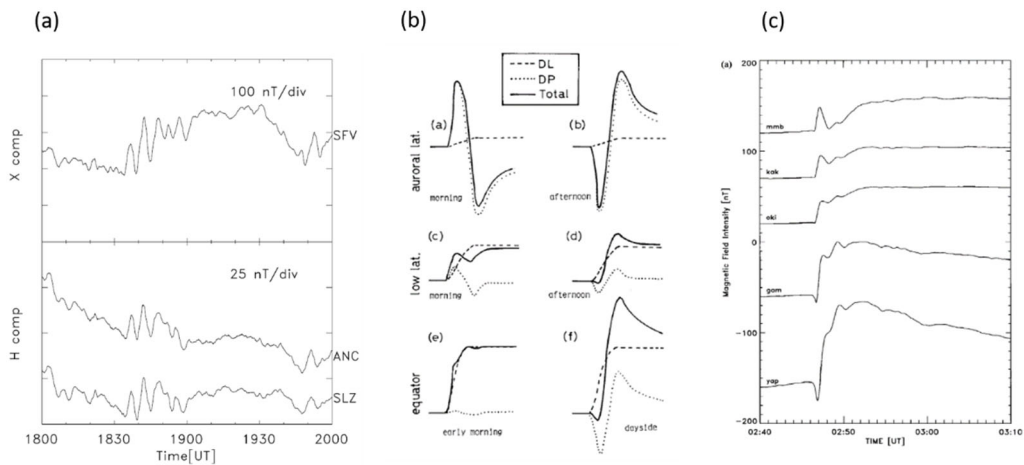 (a)
100 nT/div
X comp
SFV
25 nT/div
H comp
ANC
SLZ
1800
1830
1900
1930
2000
Time[UT]
(b)
DL
DP
Total
(a)
auroral lat.
morning
(b)
afternoon
(c)
low lat.
morning
(d)
afternoon
(e)
equator
early morning
(f)
dayside
(c)
(a)
200
100
0
-100
-200
Magnetic Field Intensity [nT]
mmb
kak
oki
gam
yap
02:40
02:50
03:00
03:10
TIME [UT]